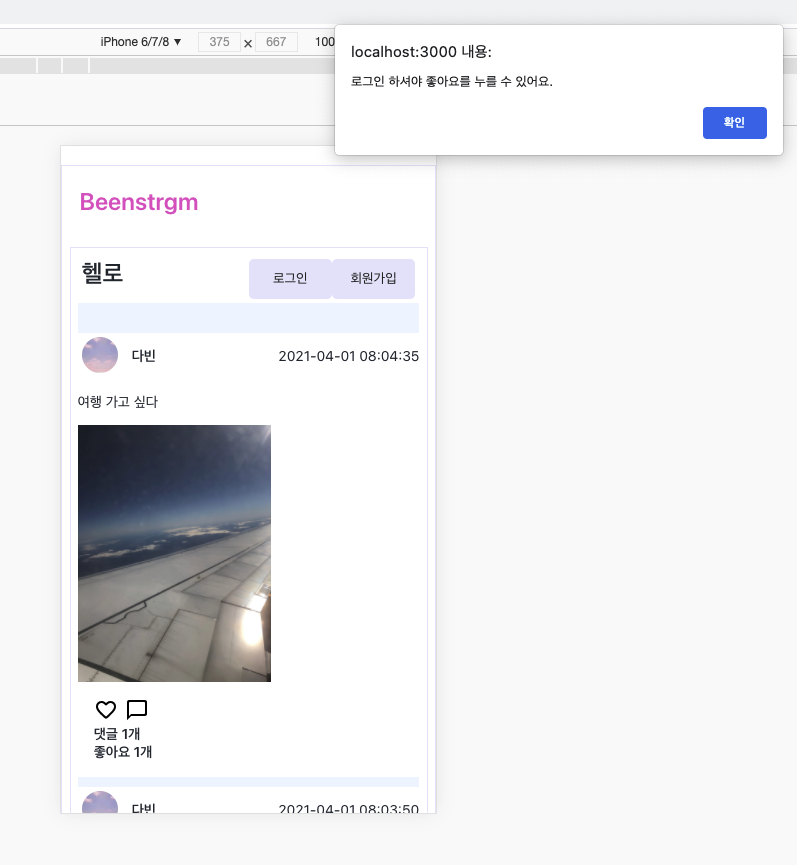 iPhone 6/7/8 ▼ 375 × 667 100
localhost:3000 내용:
로그인 하셔야 좋아요를 누를 수 있어요.
확인
Beenstrgm
헬로 로그인 회원가입
다빈 2021-04-01 08:04:35
여행 가고 싶다
댓글 1개
좋아요 1개
다빈 2021-04-01 08:03:50